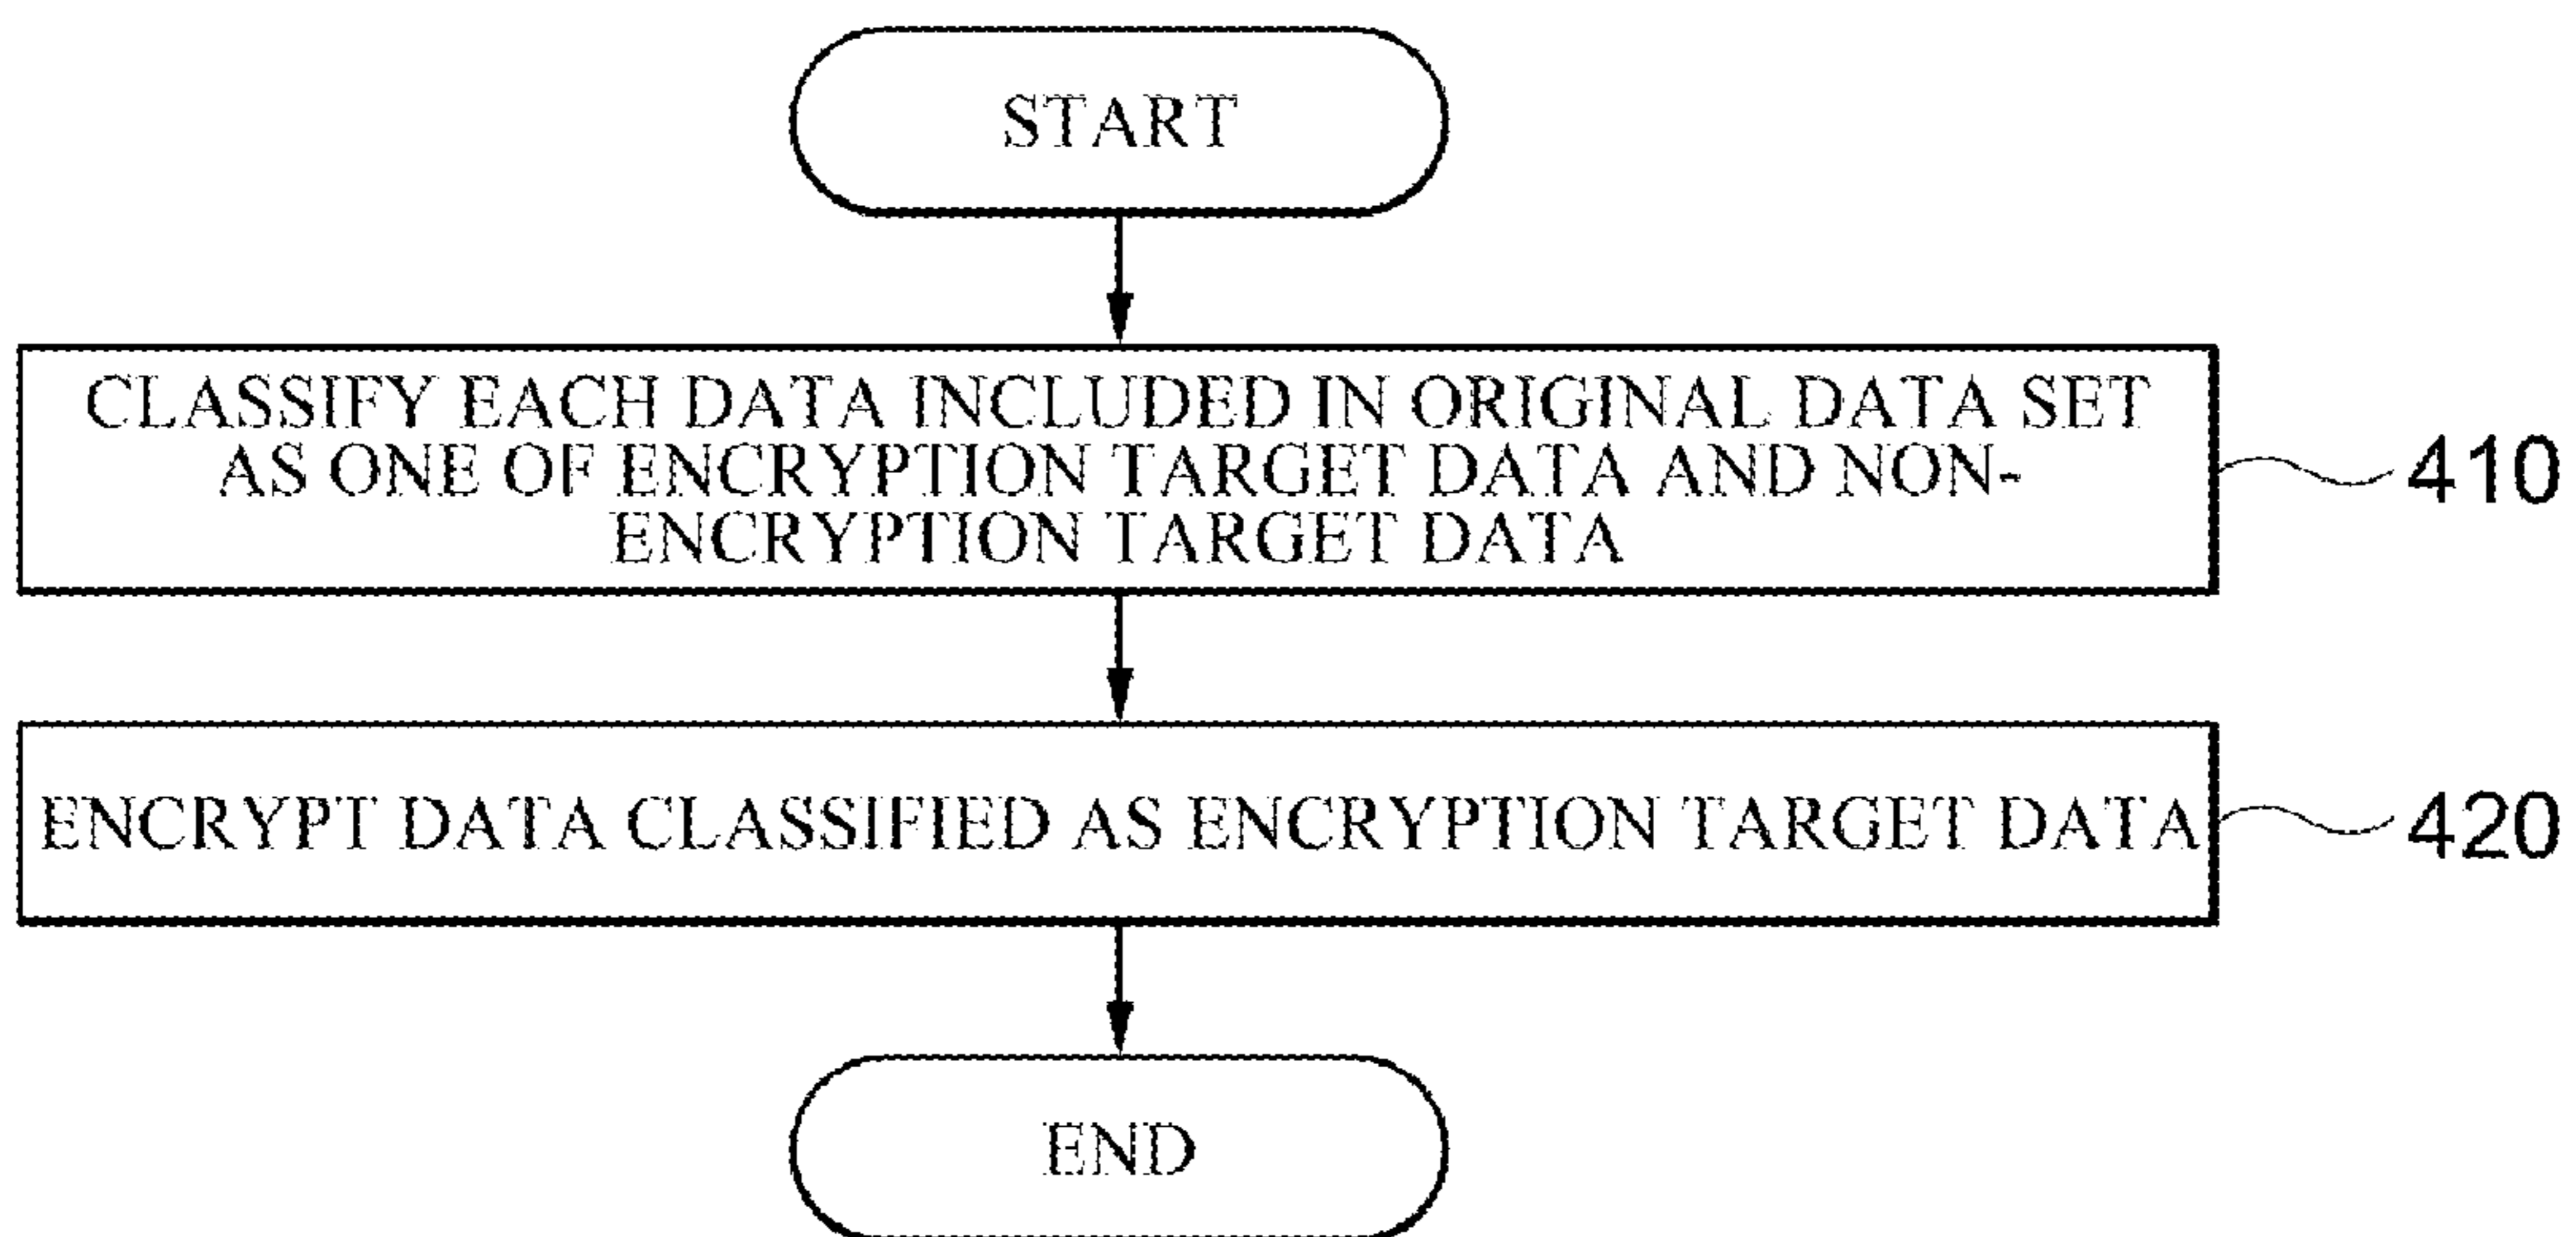 START
CLASSIFY EACH DATA INCLUDED IN ORIGINAL DATA SET
AS ONE OF ENCRYPTION TARGET DATA AND NON-
ENCRYPTION TARGET DATA
410
ENCRYPT DATA CLASSIFIED AS ENCRYPTION TARGET DATA
420
END